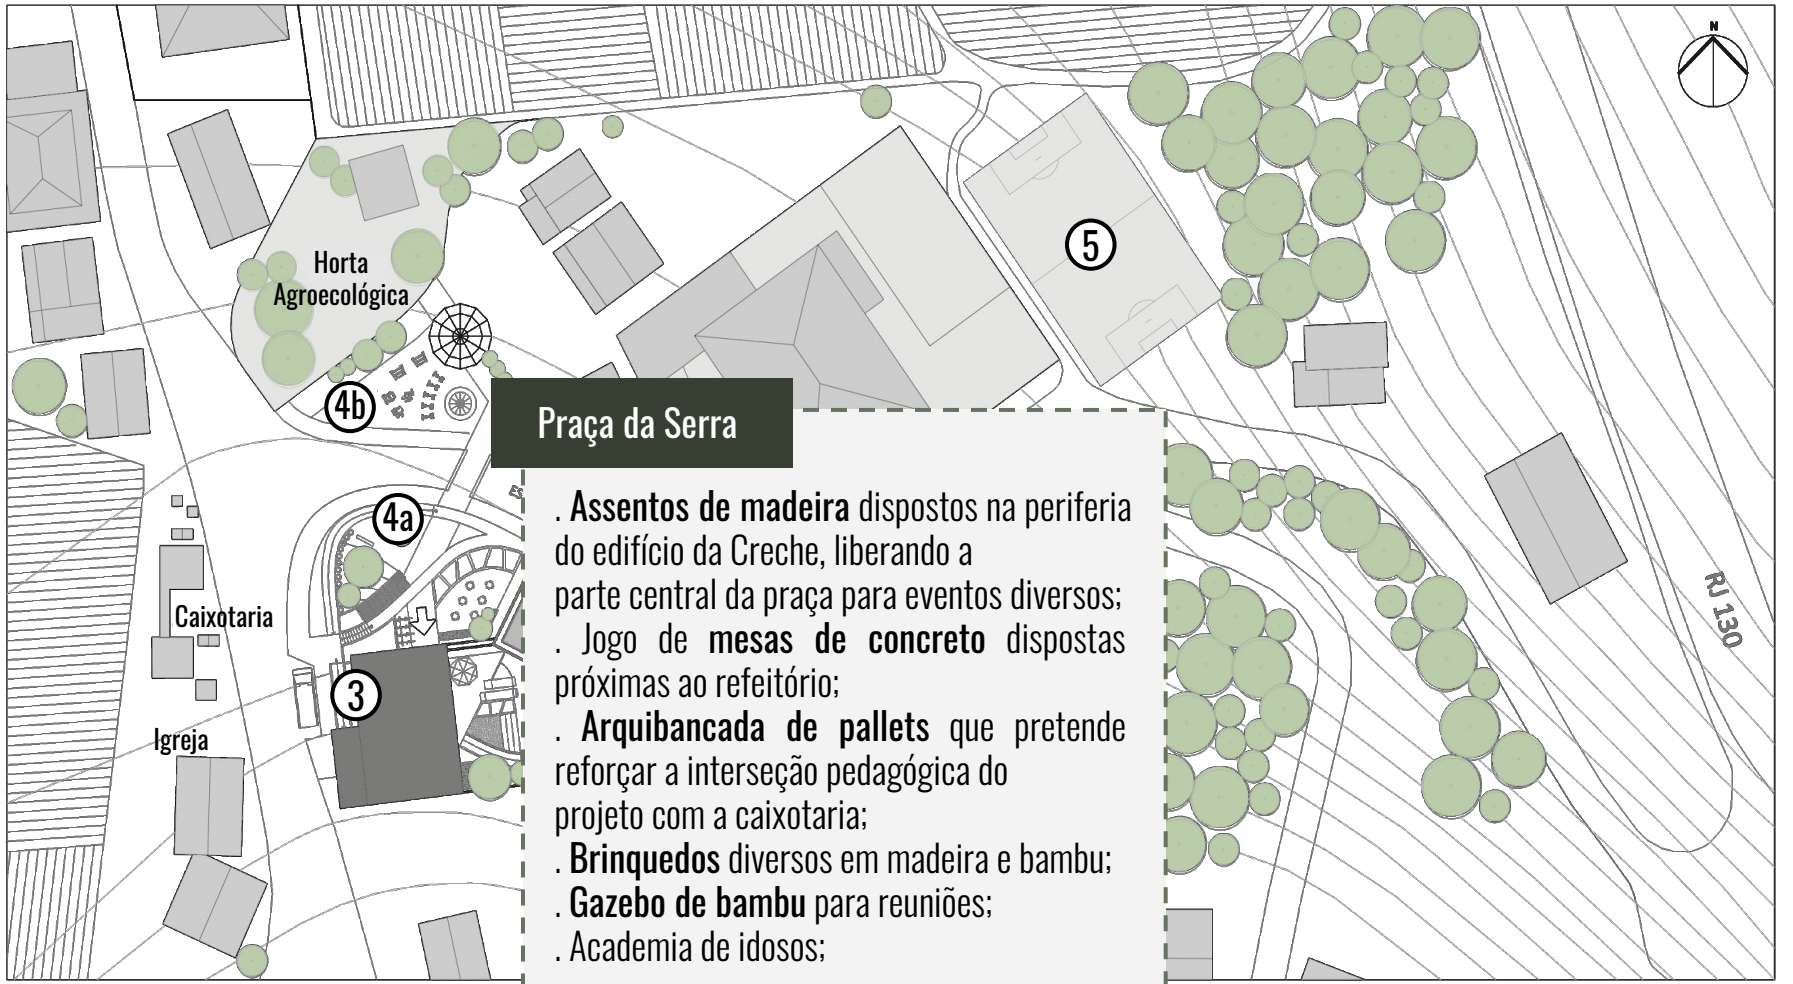 N
5
Horta
Agroecológica
4b
Praça da Serra
4a
. Assentos de madeira dispostos na periferia
do edifício da Creche, liberando a
parte central da praça para eventos diversos;
. Jogo de mesas de concreto dispostas
próximas ao refeitório;
. Arquibancada de pallets que pretende
reforçar a interseção pedagógica do
projeto com a caixotaria;
. Brinquedos diversos em madeira e bambu;
. Gazebo de bambu para reuniões;
. Academia de idosos;
Caixotaria
3
Igreja
RJ 130